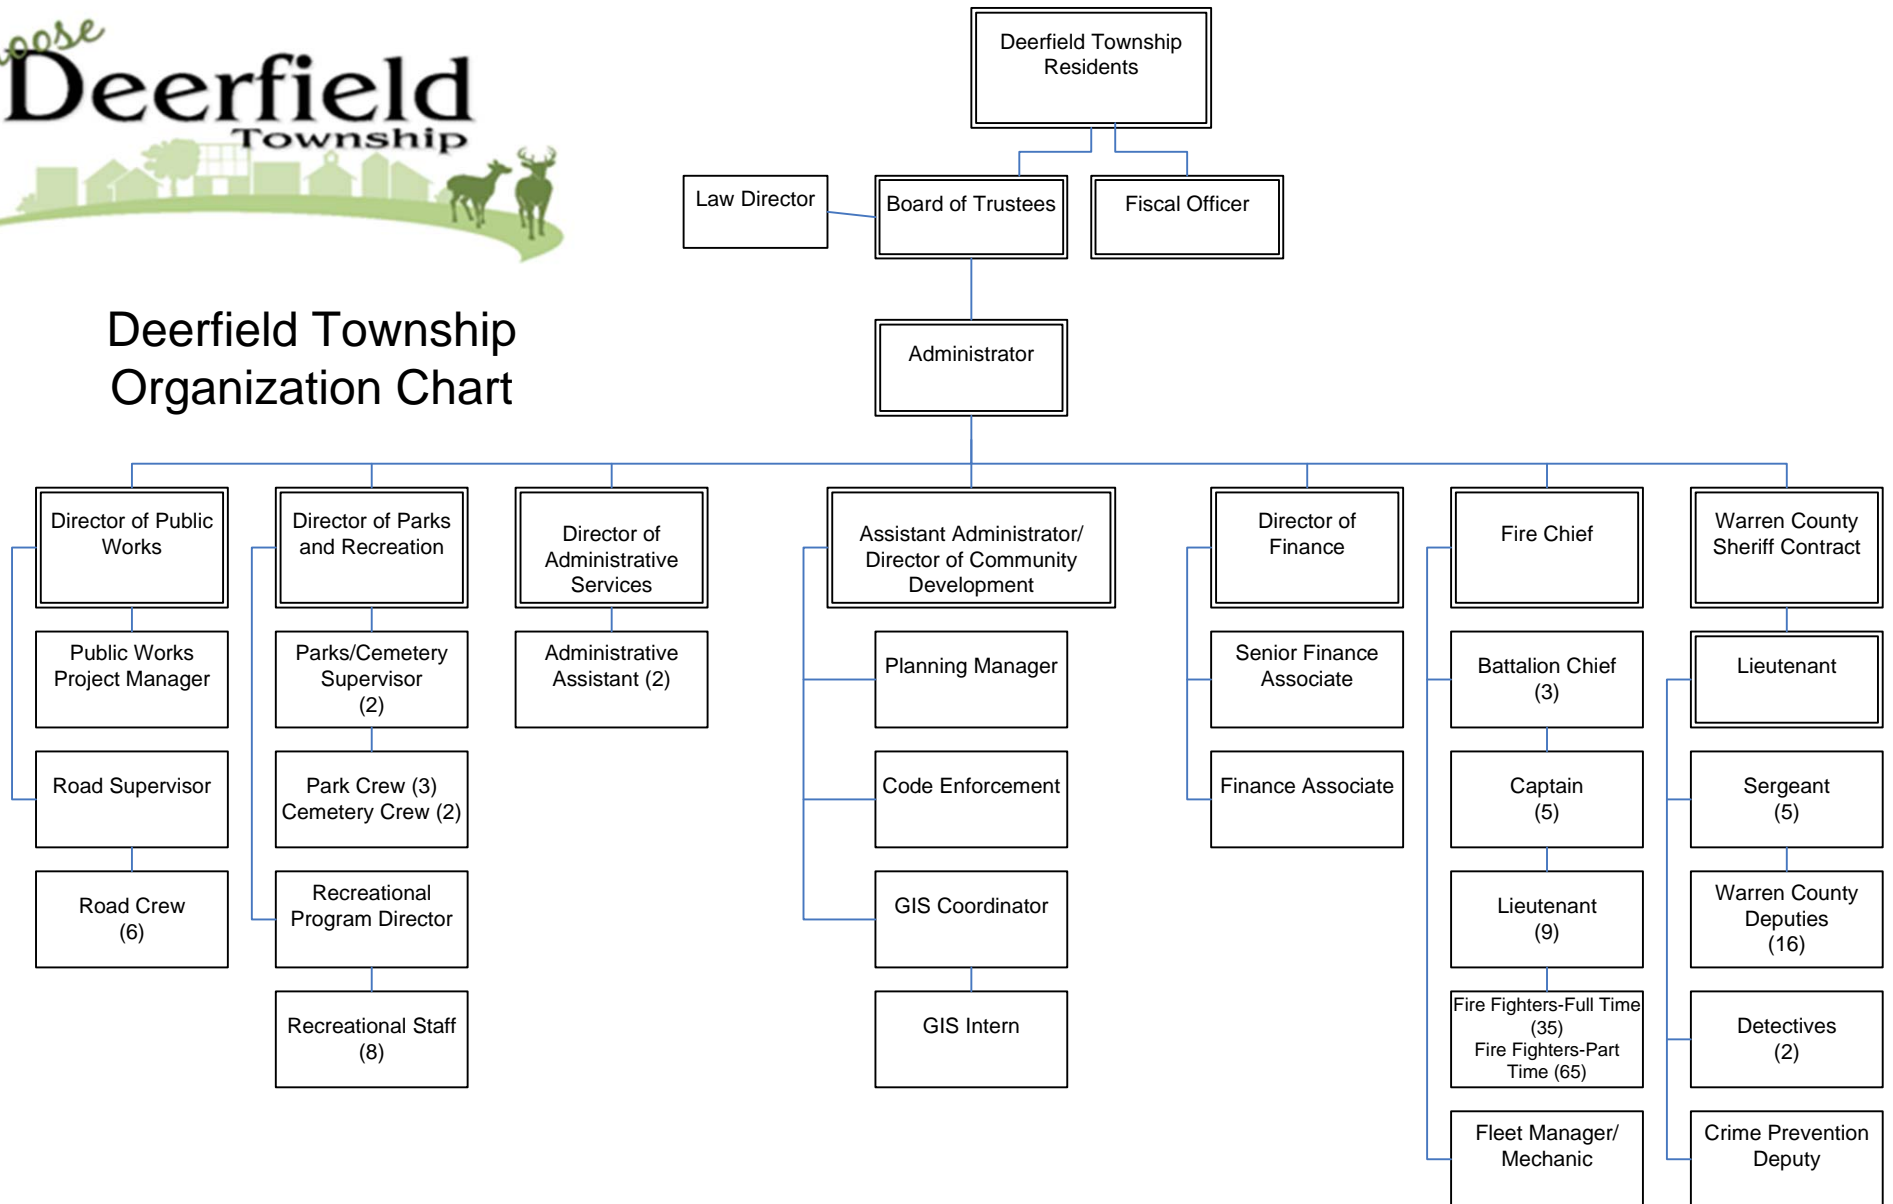 Deerfield
Township
Deerfield Township
Organization Chart
Deerfield Township
Residents
Law Director
Board of Trustees
Fiscal Officer
Administrator
Director of Public
Works
Public Works
Project Manager
Road Supervisor
Road Crew
(6)
Director of Parks
and Recreation
Parks/Cemetery
Supervisor
(2)
Park Crew (3)
Cemetery Crew (2)
Recreational
Program Director
Recreational Staff
(8)
Director of
Administrative
Services
Administrative
Assistant (2)
Assistant Administrator/
Director of Community
Development
Planning Manager
Code Enforcement
GIS Coordinator
GIS Intern
Director of
Finance
Senior Finance
Associate
Finance Associate
Fire Chief
Battalion Chief
(3)
Captain
(5)
Lieutenant
(9)
Fire Fighters-Full Time
(35)
Fire Fighters-Part
Time (65)
Fleet Manager/
Mechanic
Warren County
Sheriff Contract
Lieutenant
Sergeant
(5)
Warren County
Deputies
(16)
Detectives
(2)
Crime Prevention
Deputy